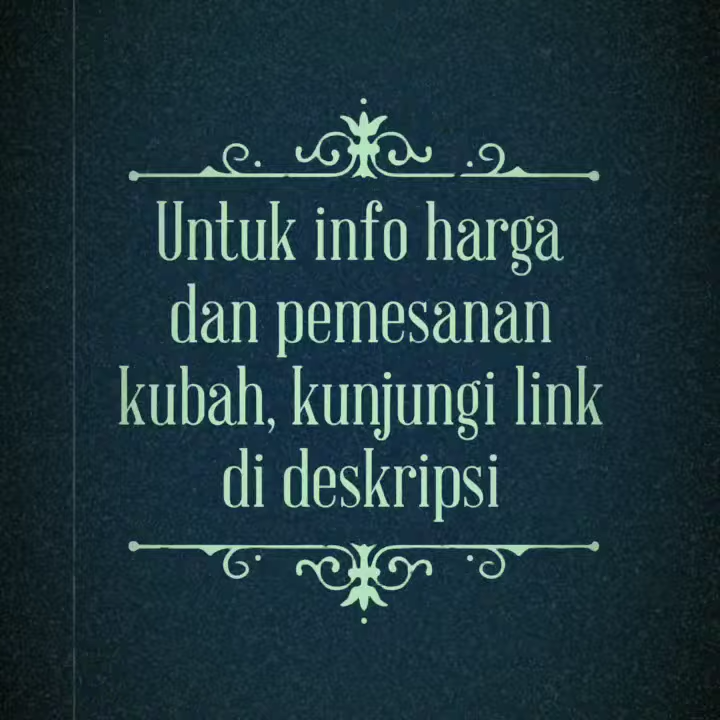 Untuk info harga
dan pemesanan
kubah, kunjungi link
di deskripsi